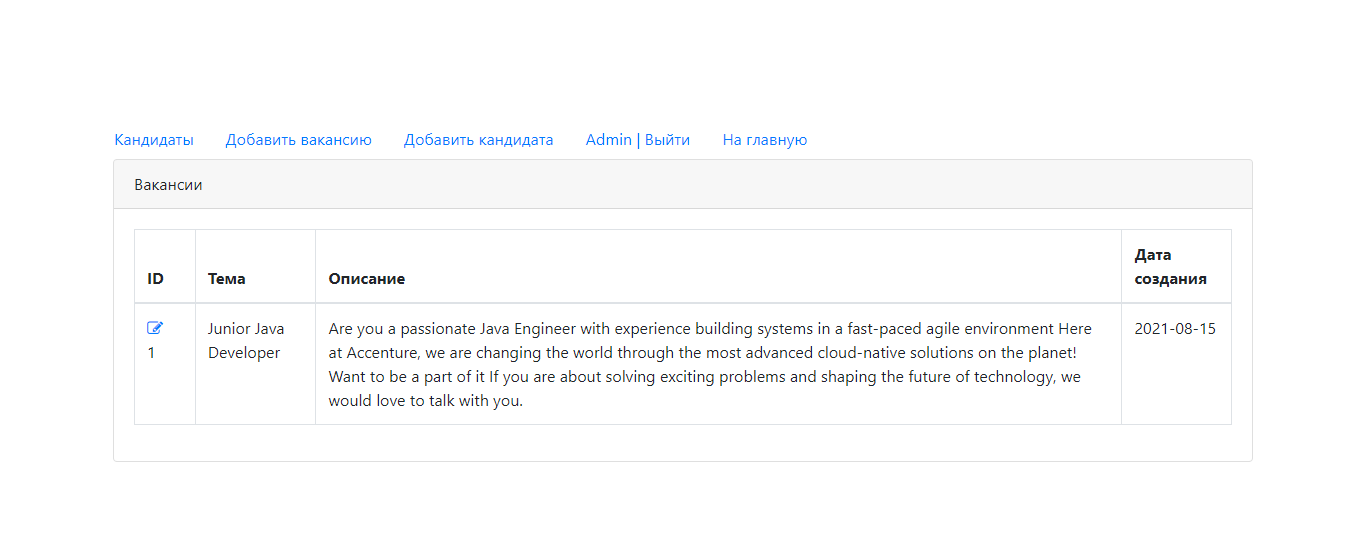 Кандидаты Добавить вакансию Добавить кандидата Admin | Выйти На главную
Вакансии
ID Тема Описание Дата создания
1 Junior Java Developer
Are you a passionate Java Engineer with experience building systems in a fast-paced agile environment Here
at Accenture, we are changing the world through the most advanced cloud-native solutions on the planet!
Want to be a part of it If you are about solving exciting problems and shaping the future of technology, we
would love to talk with you.
2021-08-15